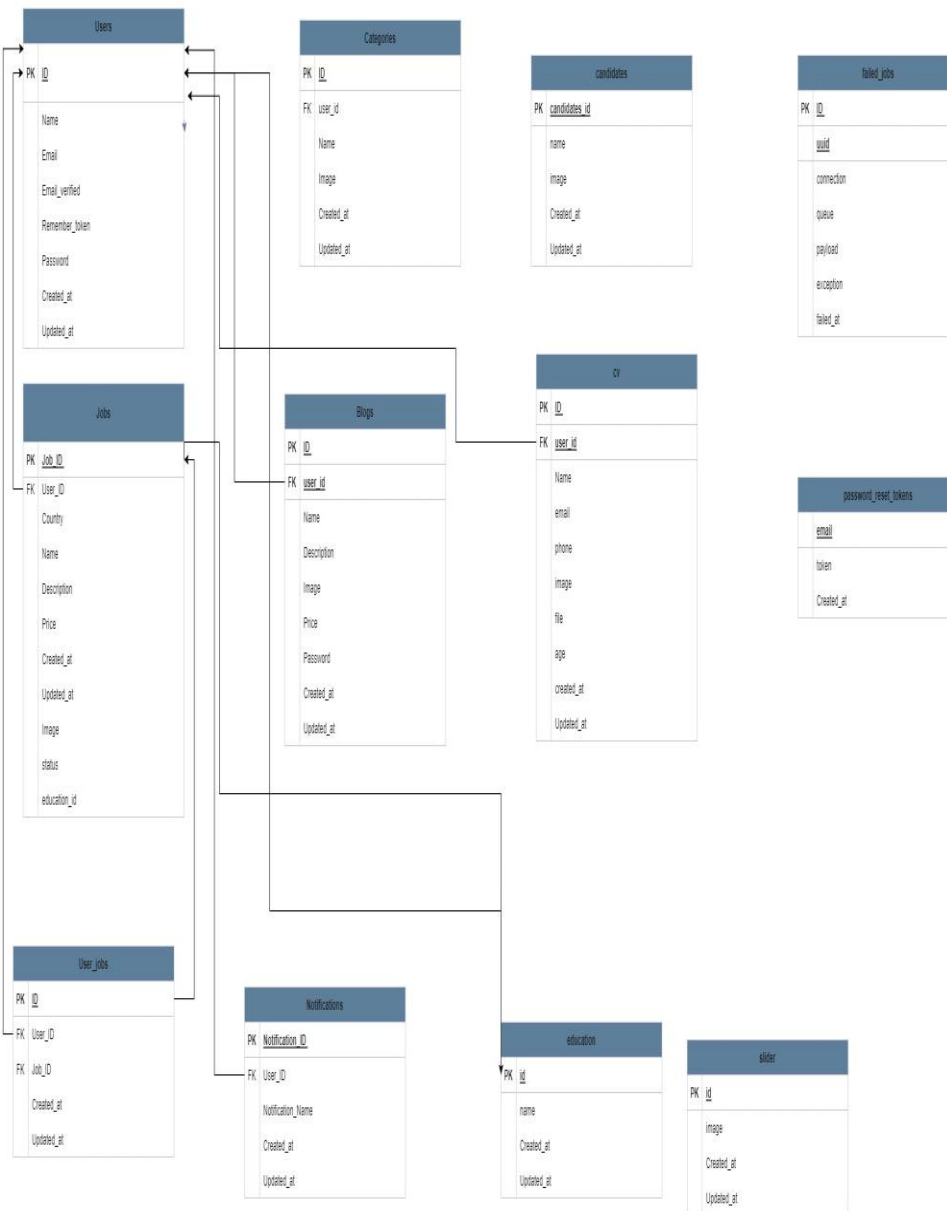 Users
PK ID
Name
Email
Email_verified
Remember_token
Password
Created_at
Updated_at
Categories
PK ID
FK user_id
Name
Image
Created_at
Updated_at
candidates
PK candidates_id
name
image
Created_at
Updated_at
failed_jobs
PK ID
uuid
connection
queue
payload
exception
failed_at
Jobs
PK Job_ID
FK User_ID
Country
Name
Description
Price
Created_at
Updated_at
Image
status
education_id
Blogs
PK ID
FK user_id
Name
Description
Image
Price
Password
Created_at
Updated_at
cv
PK ID
FK user_id
Name
email
phone
image
file
age
created_at
Updated_at
password_reset_tokens
email
token
Created_at
User_jobs
PK ID
FK User_ID
FK Job_ID
Created_at
Updated_at
Notifications
PK Notification_ID
FK User_ID
Notification_Name
Created_at
Updated_at
education
PK id
name
Created_at
Updated_at
slider
PK id
image
Created_at
Updated_at